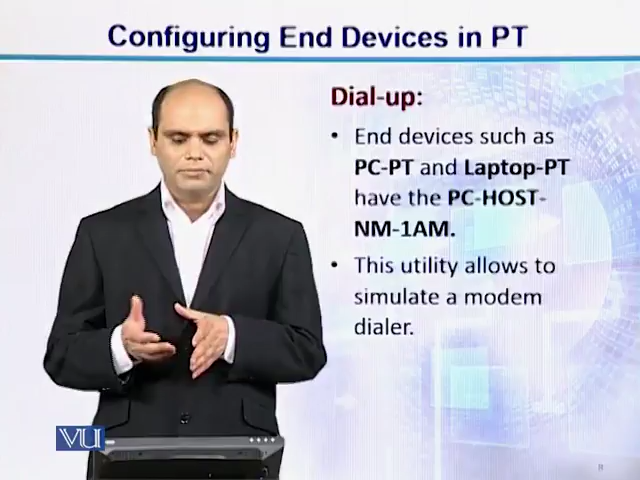 Configuring End Devices in PT
Dial-up:
• End devices such as
PC-PT and Laptop-PT
have the PC-HOST-
NM-1AM.
• This utility allows to
simulate a modem
dialer.
VU